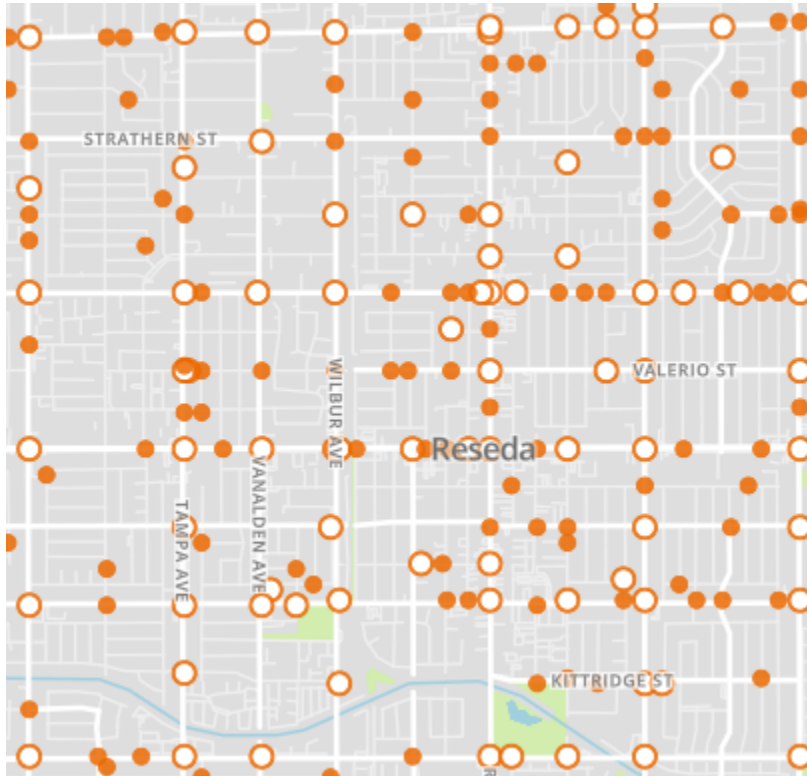 STRATHERN ST
WILBUR AVE
VALERIO ST
Reseda
VANALDEN AVE
TAMPA AVE
KITTRIDGE ST
R